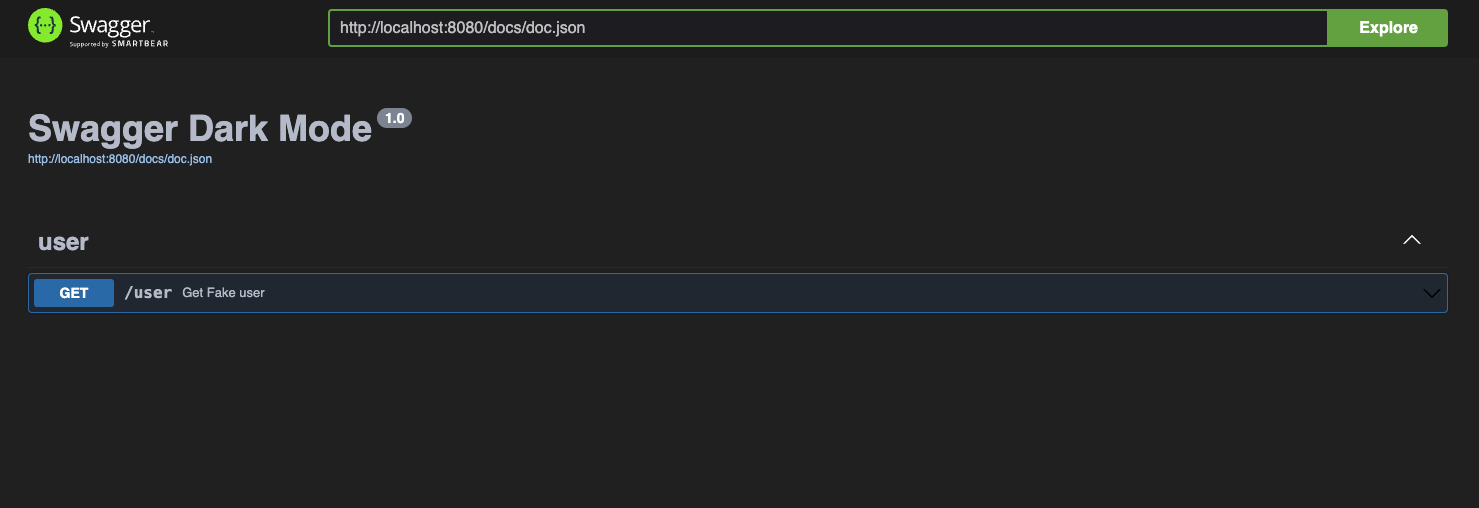 {···} Swagger
Supported by SMARTBEAR
http://localhost:8080/docs/doc.json
Explore
Swagger Dark Mode 1.0
http://localhost:8080/docs/doc.json
user
GET /user Get Fake user